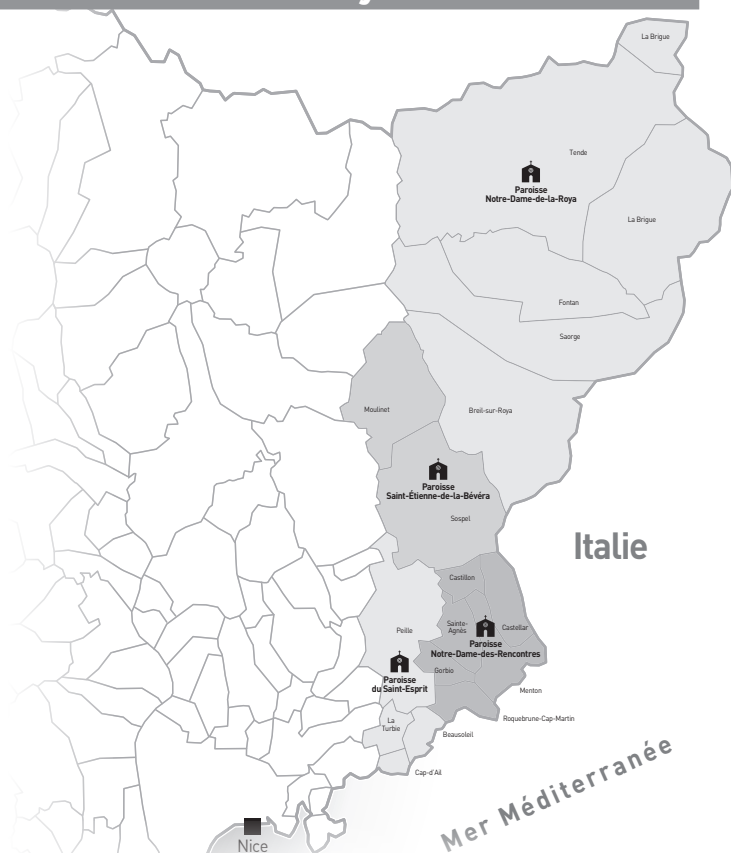 La Brigue
Tende
Paroisse
Notre-Dame-de-la-Roya
La Brigue
Fontan
Saorge
Moulinet
Breil-sur-Roya
Paroisse
Saint-Étienne-de-la-Bévéra
Sospel
Italie
Castillon
Sainte-
Agnès
Castellar
Peille
Paroisse
Notre-Dame-des-Rencontres
Gorbio
Paroisse
du Saint-Esprit
Menton
Roquebrune-Cap-Martin
La
Turbie
Beausoleil
Cap-d'Ail
Mer Méditerranée
Nice